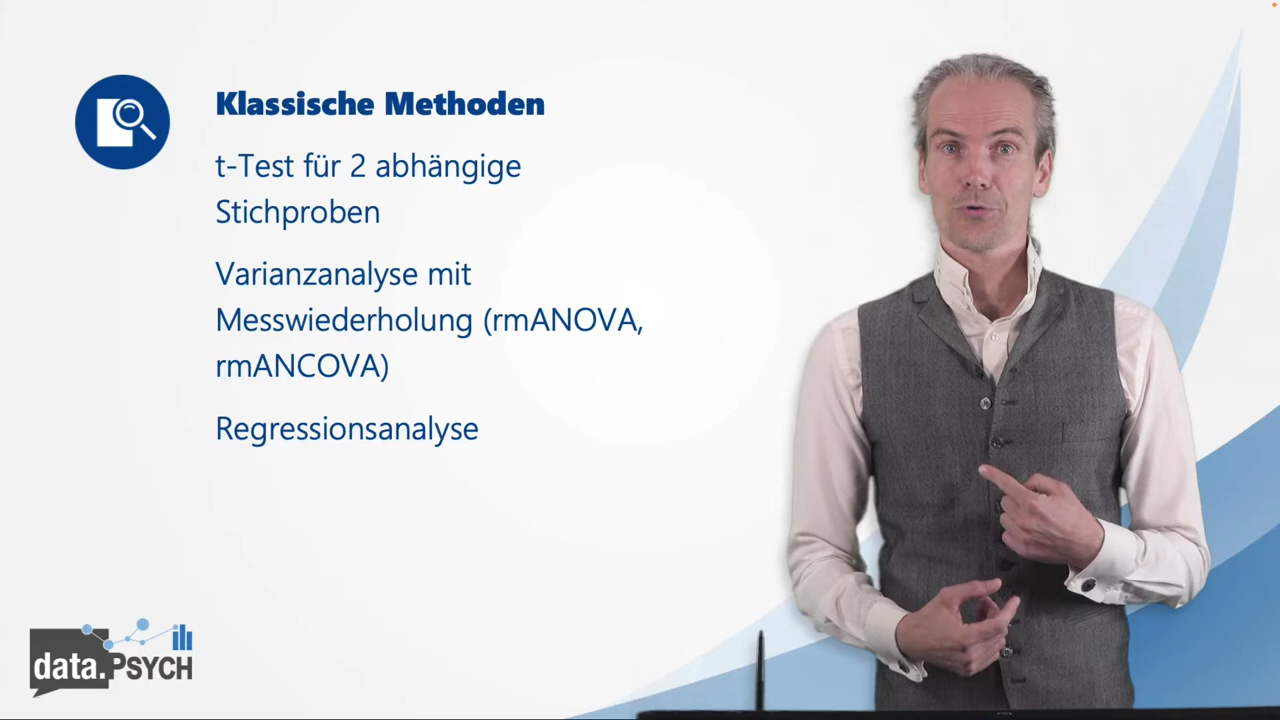 Klassische Methoden
t-Test für 2 abhängige
Stichproben
Varianzanalyse mit
Messwiederholung (rmANOVA,
rmANCOVA)
Regressionsanalyse
data.PSYCH